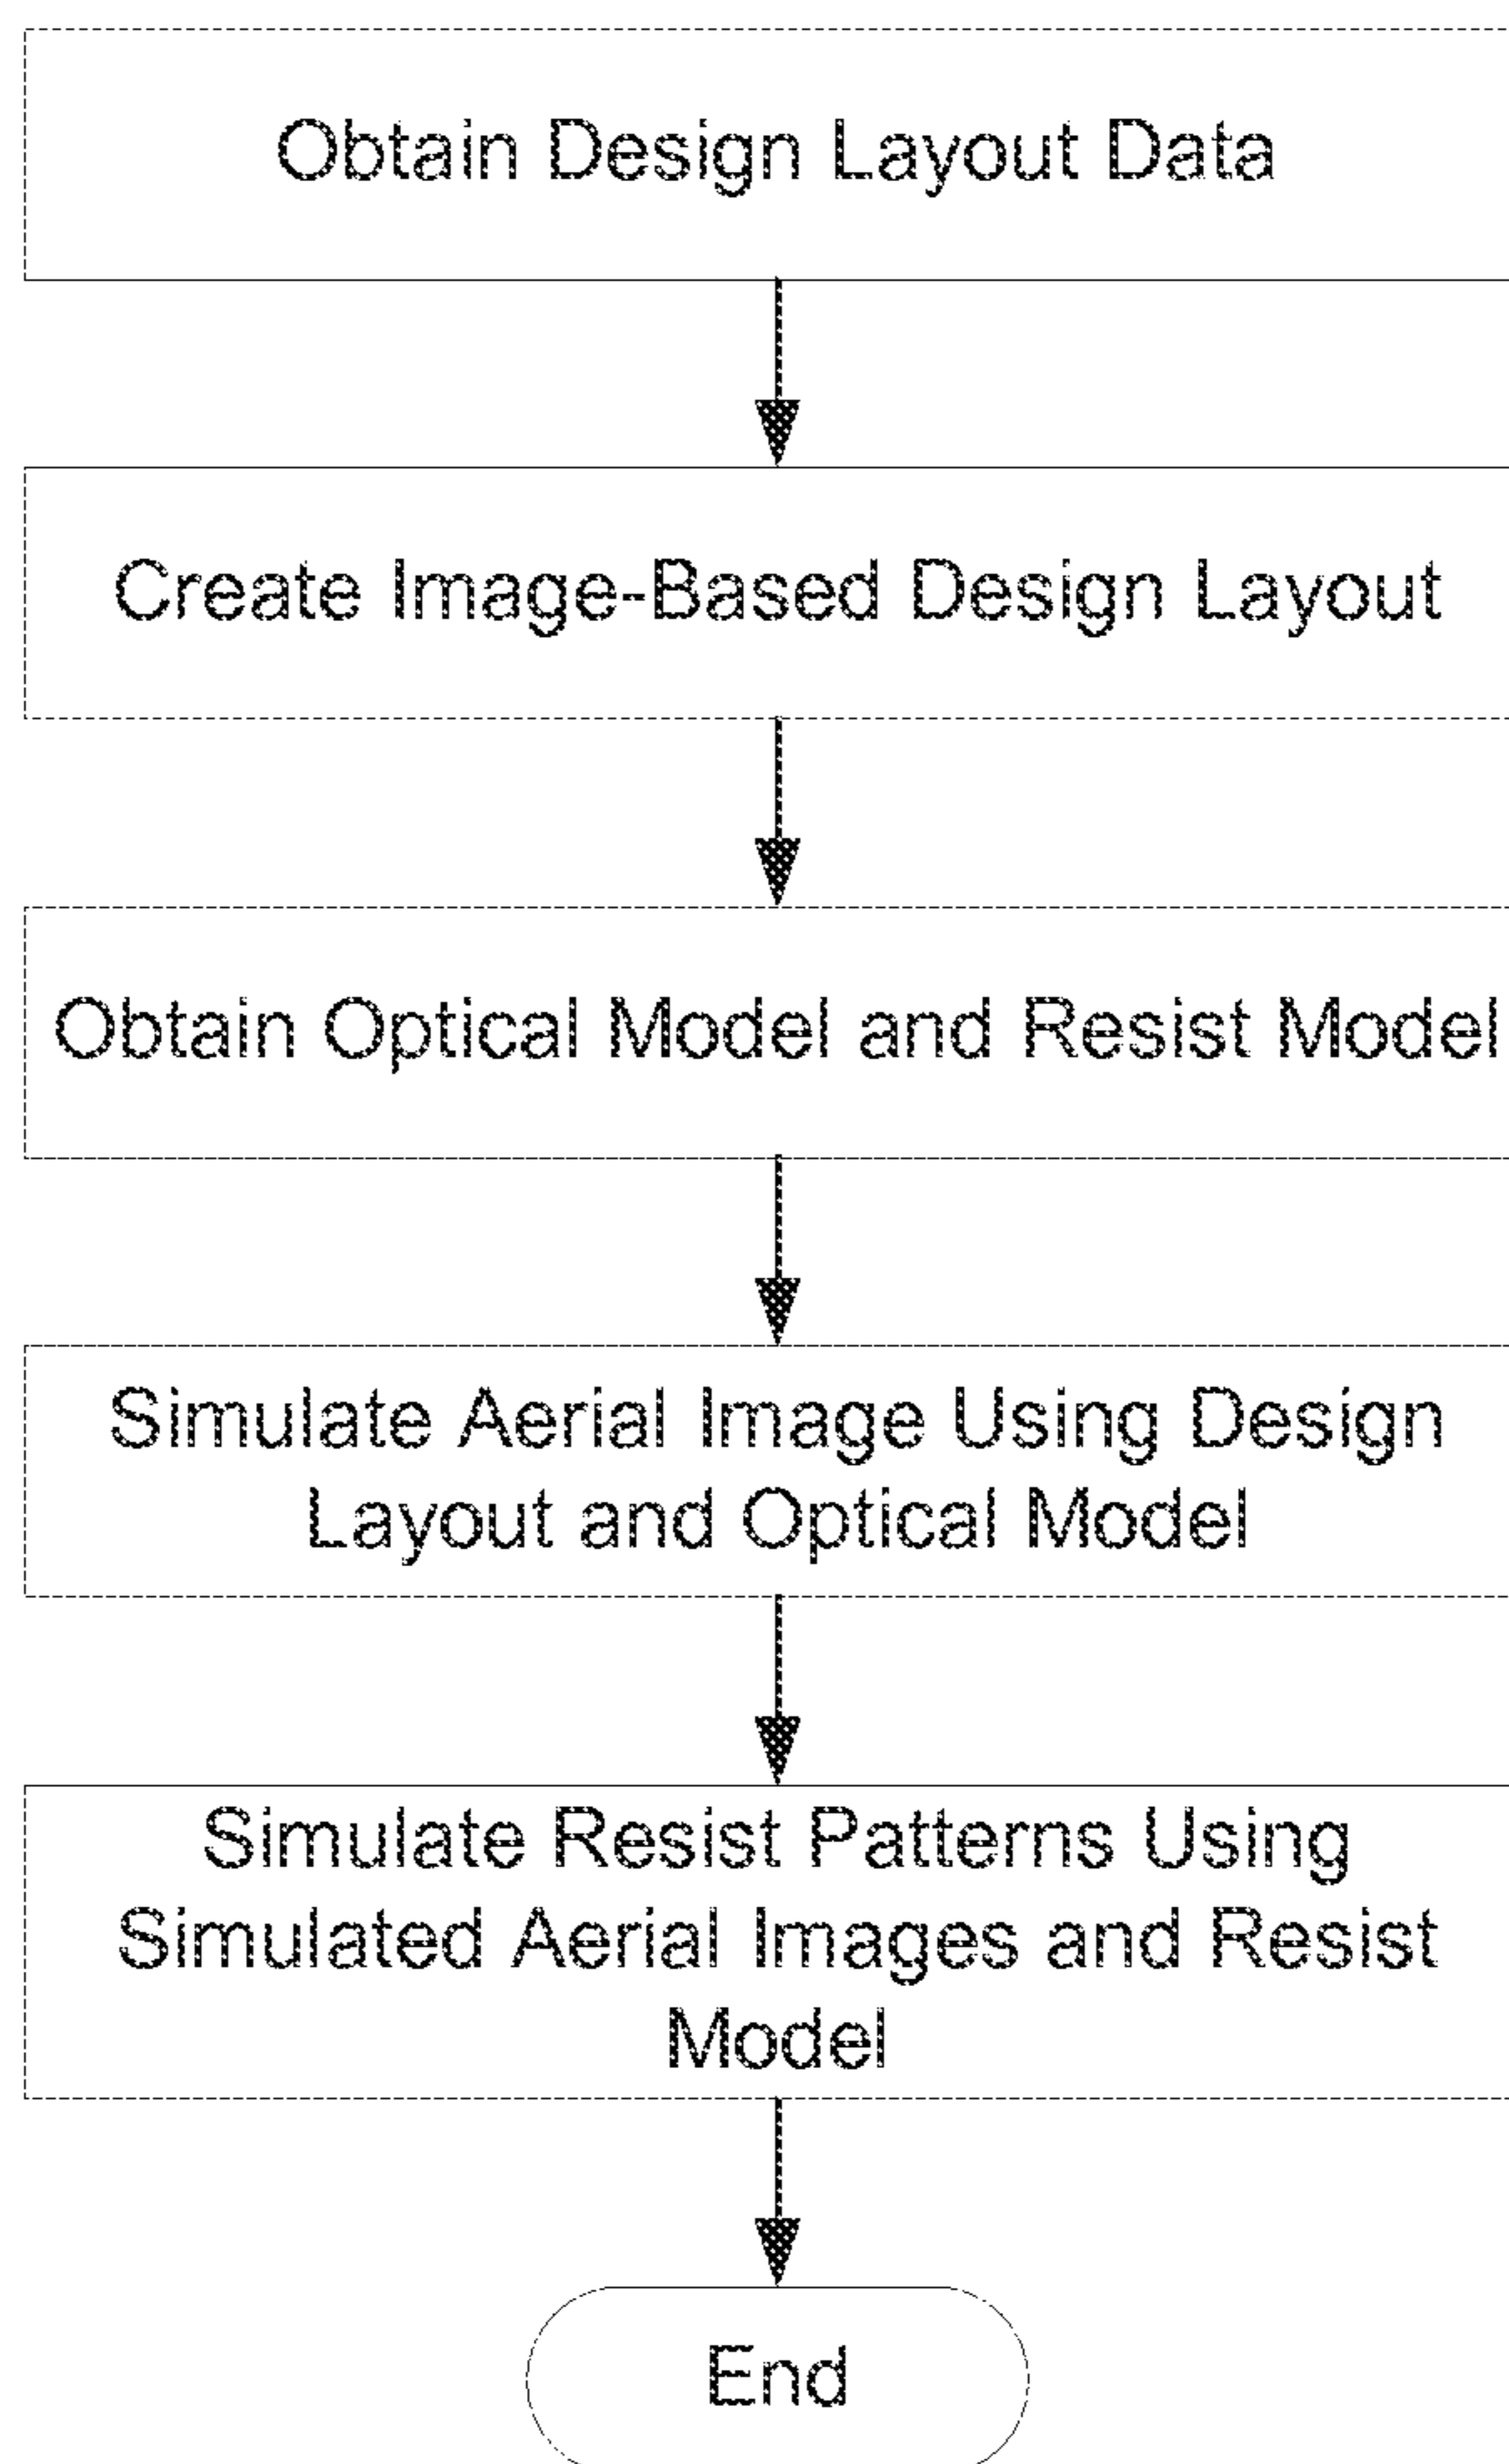 Obtain Design Layout Data
Create Image-Based Design Layout
Obtain Optical Model and Resist Model
Simulate Aerial Image Using Design
Layout and Optical Model
Simulate Resist Patterns Using
Simulated Aerial Images and Resist
Model
End